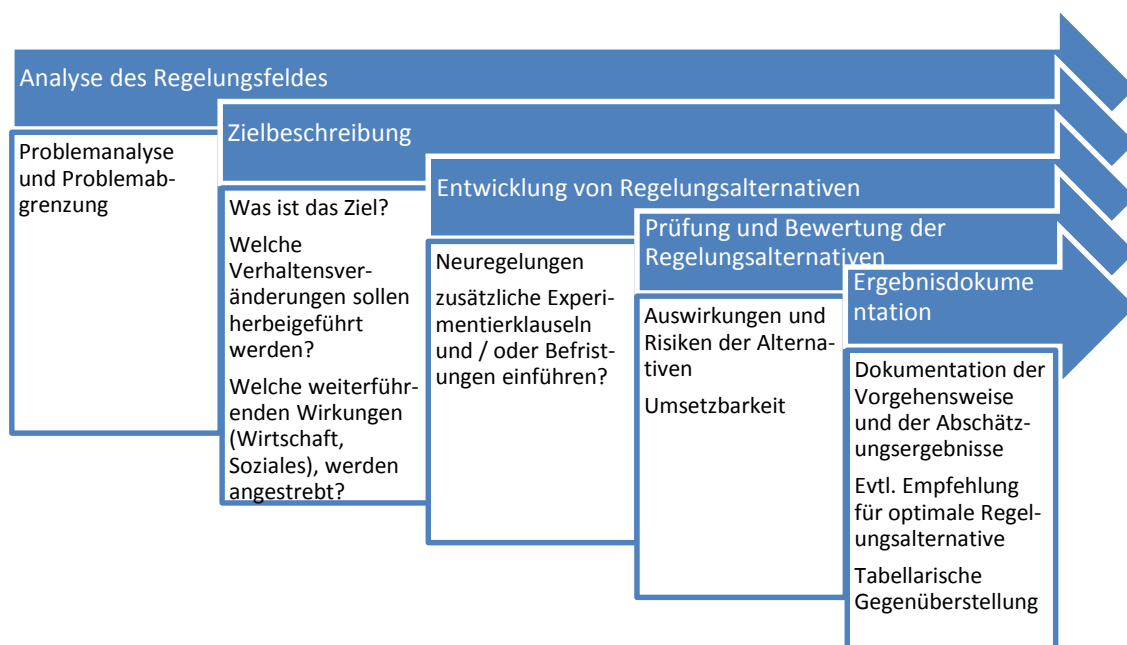 Analyse des Regelungsfeldes
Problemanalyse
und Problemab-
grenzung
Zielbeschreibung
Was ist das Ziel?
Welche
Verhaltensver-
änderungen sollen
herbeigeführt
werden?
Welche weiterführ-
enden Wirkungen
(Wirtschaft,
Soziales), werden
angestrebt?
Entwicklung von Regelungsalternativen
Neuregelungen
zusätzliche Experi-
mentierklauseln
und / oder Befrist-
ungen einführen?
Prüfung und Bewertung der
Regelungsalternativen
Auswirkungen und
Risiken der Alterna-
tiven
Umsetzbarkeit
Ergebnisdokume
ntation
Dokumentation der
Vorgehensweise
und der Abschätz-
ungsergebnisse
Evtl. Empfehlung
für optimale Regel-
ungsalternative
Tabellarische
Gegenüberstellung